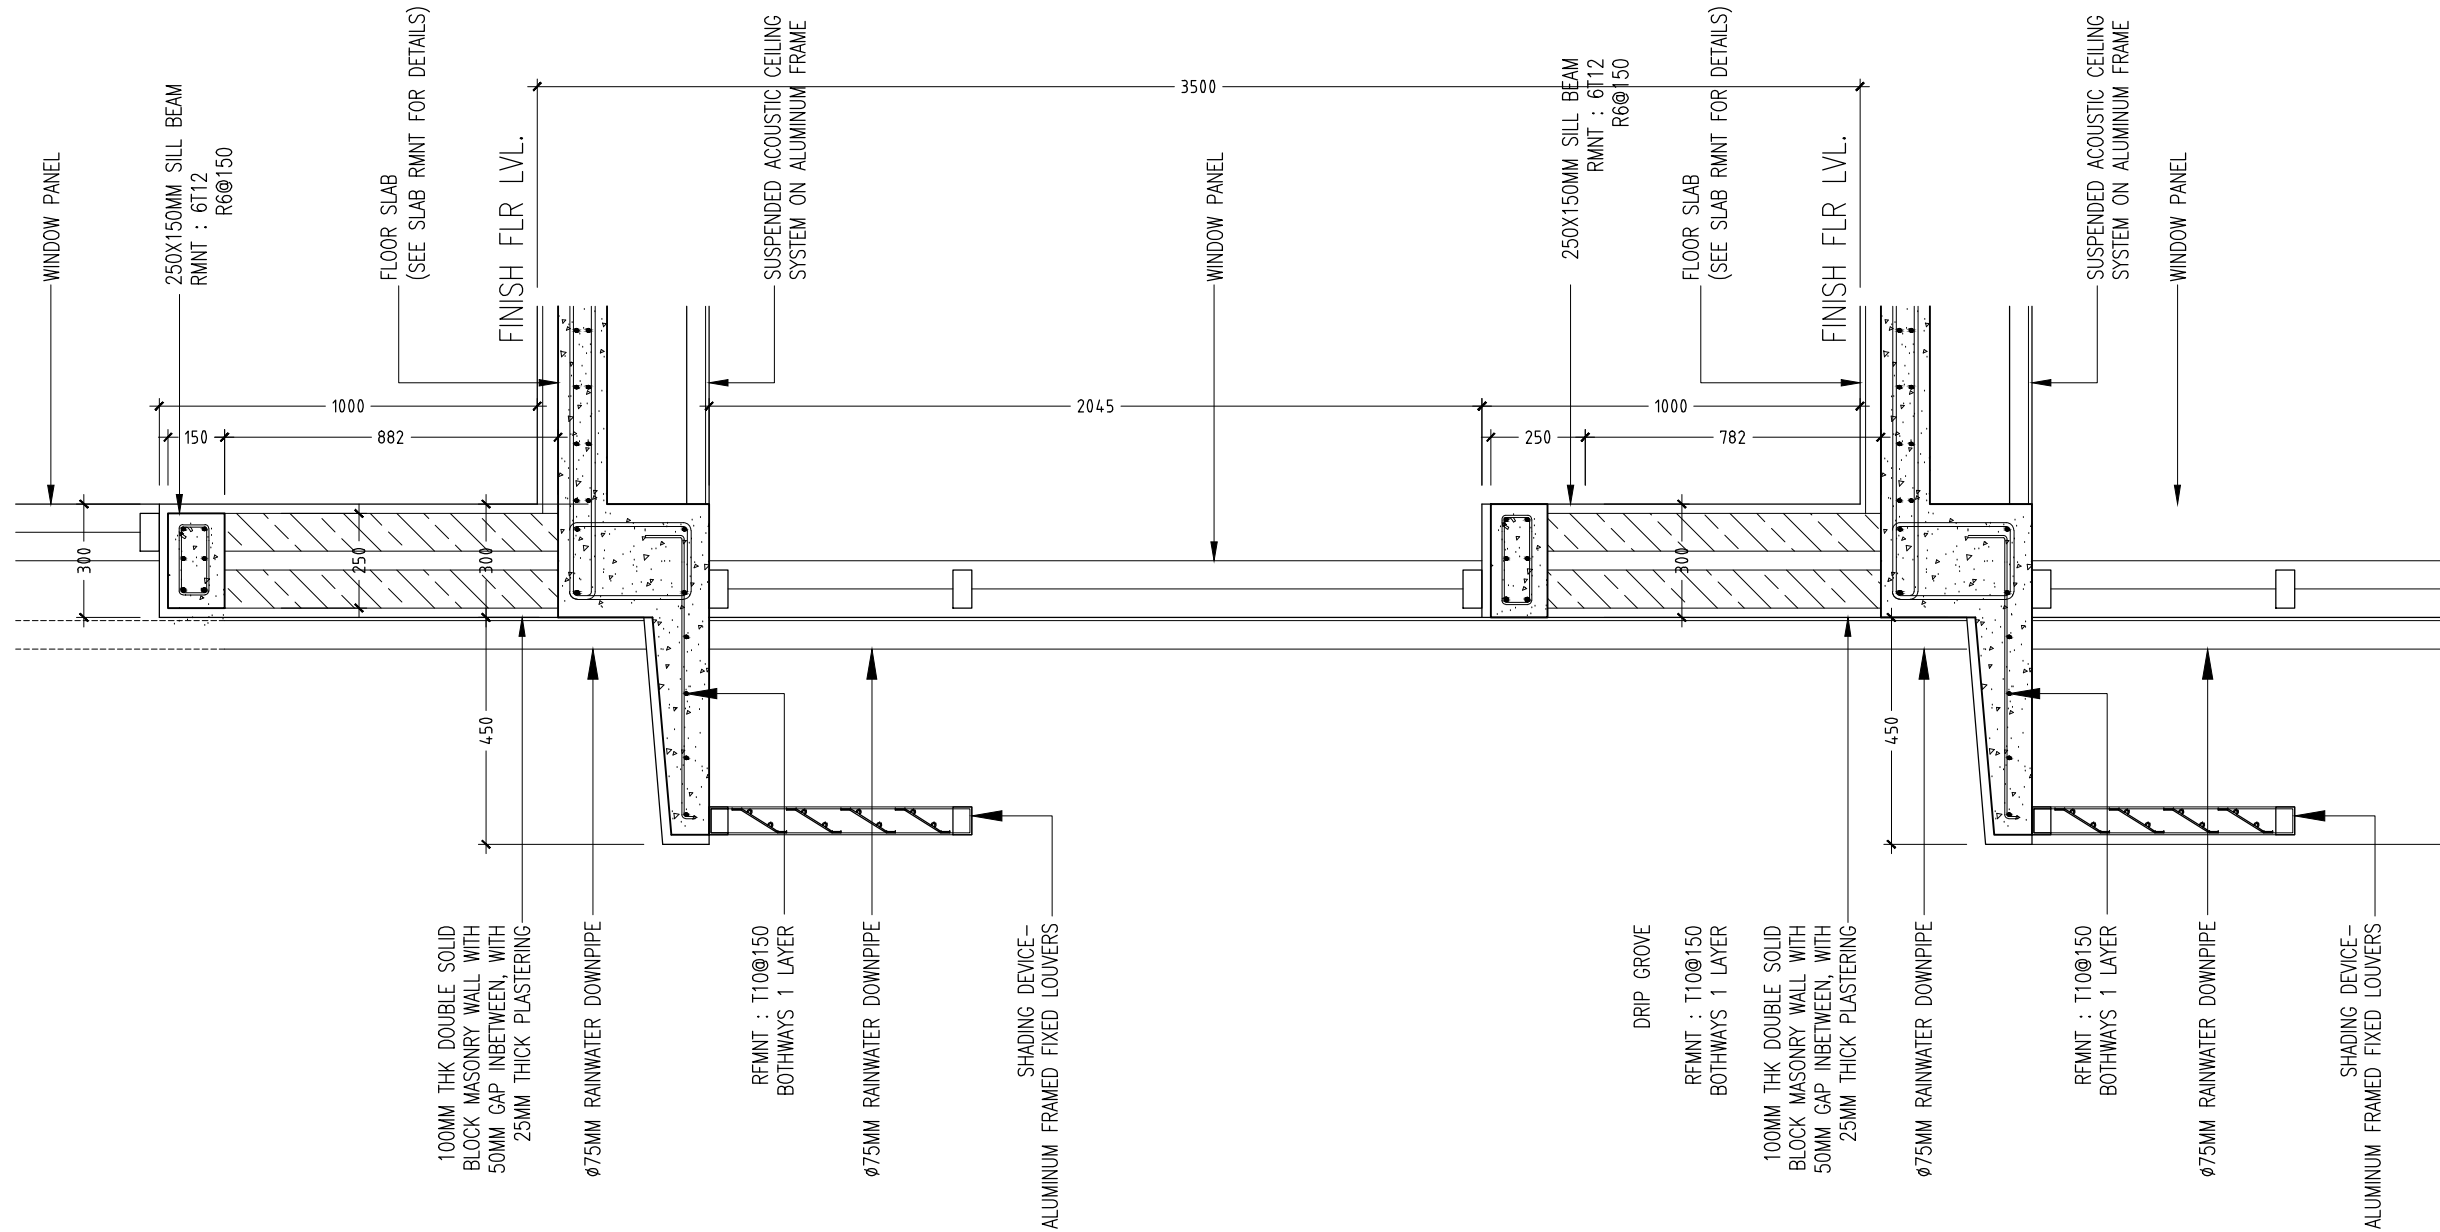 WINDOW PANEL
250X150MM SILL BEAM
RMNT : 6T12
R6@150
FLOOR SLAB
(SEE SLAB RMNT FOR DETAILS)
FINISH FLR LVL.
SUSPENDED ACOUSTIC CEILING
SYSTEM ON ALUMINUM FRAME
3500
WINDOW PANEL
250X150MM SILL BEAM
RMNT : 6T12
R6@150
FLOOR SLAB
(SEE SLAB RMNT FOR DETAILS)
FINISH FLR LVL.
SUSPENDED ACOUSTIC CEILING
SYSTEM ON ALUMINUM FRAME
WINDOW PANEL
1000
2045
1000
150
882
250
782
300
250
300
300
450
450
100MM THK DOUBLE SOLID
BLOCK MASONRY WALL WITH
50MM GAP INBETWEEN, WITH
25MM THICK PLASTERING
ø75MM RAINWATER DOWNPIPE
RFMNT : T10@150
BOTHWAYS 1 LAYER
ø75MM RAINWATER DOWNPIPE
SHADING DEVICE-
ALUMINUM FRAMED FIXED LOUVERS
DRIP GROVE
RFMNT : T10@150
BOTHWAYS 1 LAYER
100MM THK DOUBLE SOLID
BLOCK MASONRY WALL WITH
50MM GAP INBETWEEN, WITH
25MM THICK PLASTERING
ø75MM RAINWATER DOWNPIPE
RFMNT : T10@150
BOTHWAYS 1 LAYER
ø75MM RAINWATER DOWNPIPE
SHADING DEVICE-
ALUMINUM FRAMED FIXED LOUVERS